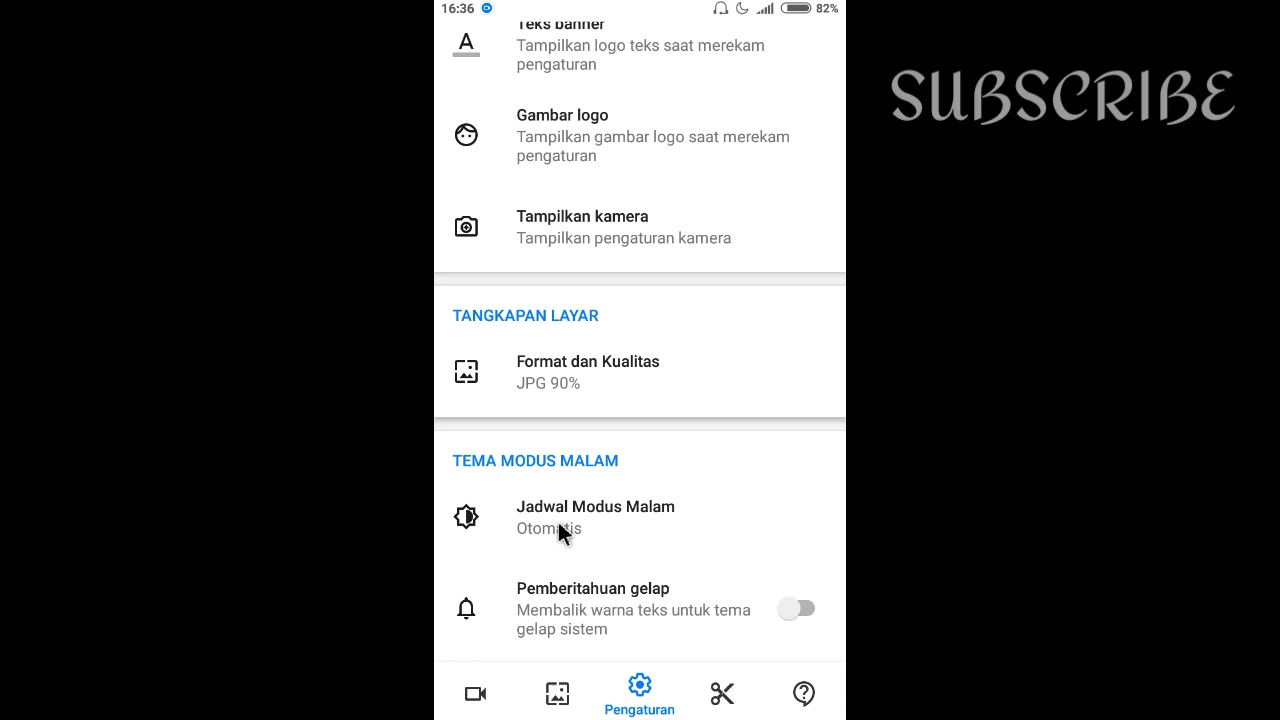 16:36
82%
SUBSCRIBE
Teks banner
Tampilkan logo teks saat merekam
pengaturan
Gambar logo
Tampilkan gambar logo saat merekam
pengaturan
Tampilkan kamera
Tampilkan pengaturan kamera
TANGKAPAN LAYAR
Format dan Kualitas
JPG 90%
TEMA MODUS MALAM
Jadwal Modus Malam
Otomatis
Pemberitahuan gelap
Membalik warna teks untuk tema
gelap sistem
Pengaturan